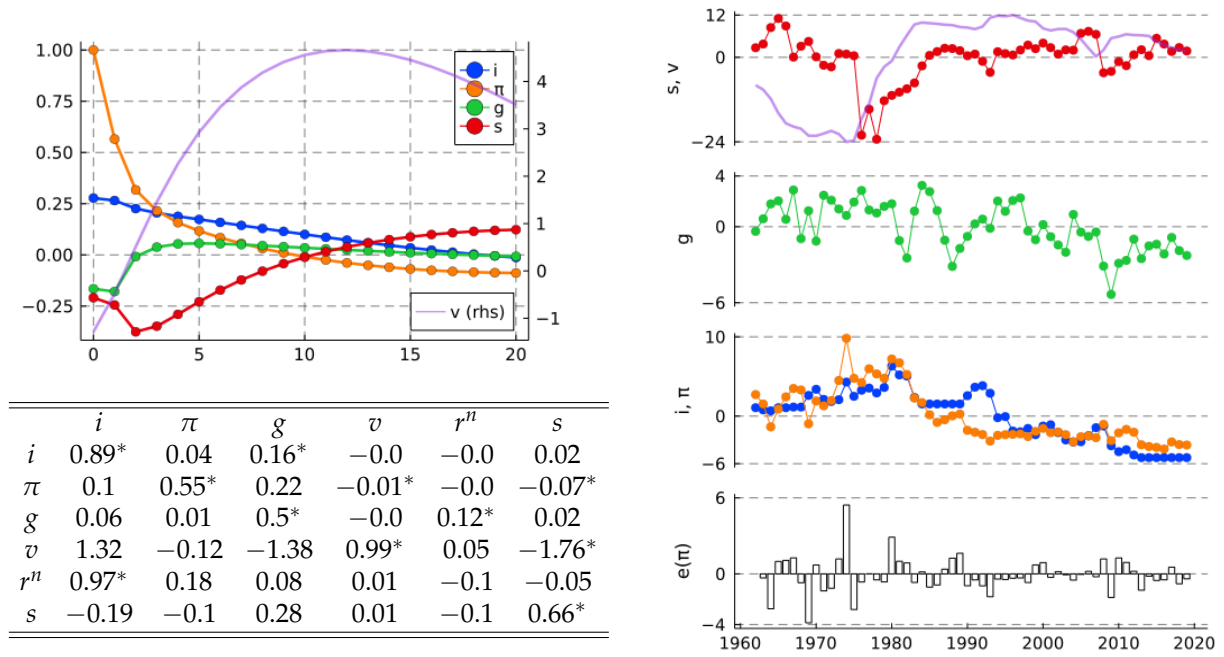 1.00
0.75
0.50
0.25
0.00
−0.25
i
π
g
s
4
3
2
1
0
−1
v (rhs)
0 5 10 15 20
i π g v rⁿ s
i 0.89* 0.04 0.16* −0.0 −0.0 0.02
π 0.1 0.55* 0.22 −0.01* −0.0 −0.07*
g 0.06 0.01 0.5* −0.0 0.12* 0.02
v 1.32 −0.12 −1.38 0.99* 0.05 −1.76*
rⁿ 0.97* 0.18 0.08 0.01 −0.1 −0.05
s −0.19 −0.1 0.28 0.01 −0.1 0.66*
12
0
−24
s, v
4
−6
g
10
0
−6
i, π
6
0
−4
e(π)
1960 1970 1980 1990 2000 2010 2020